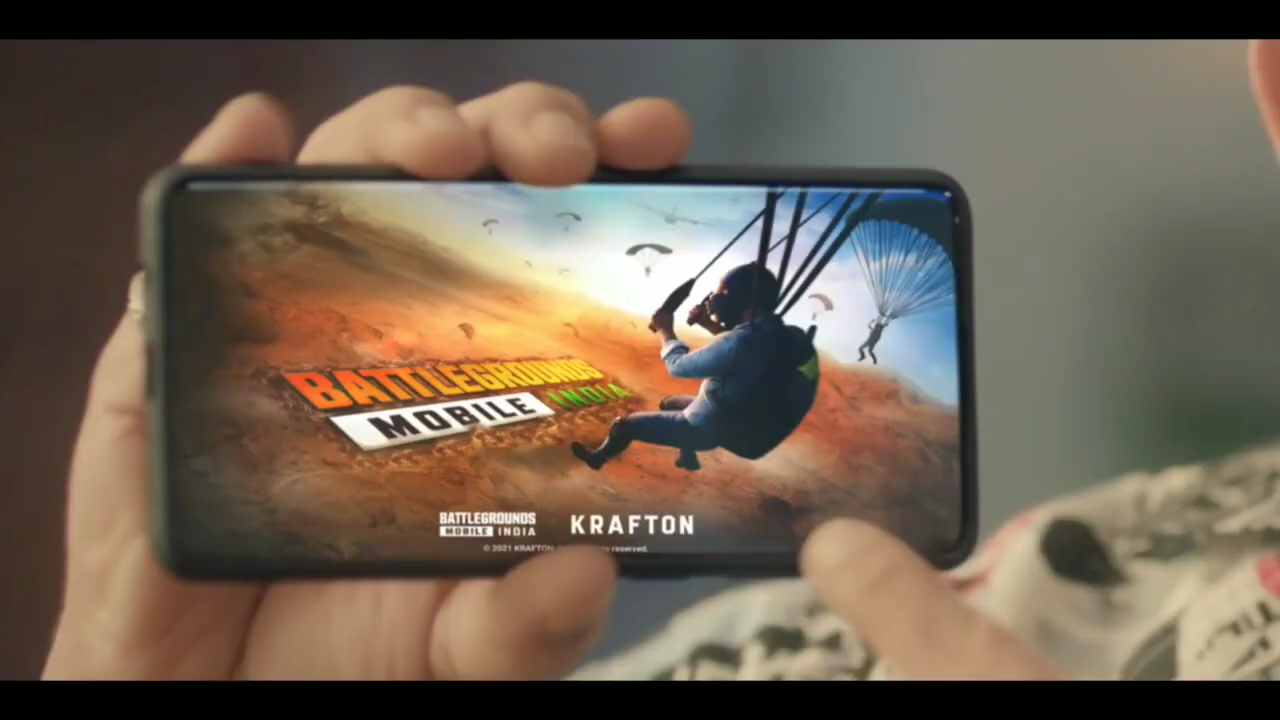 BATTLEGROUNDS
MOBILE INDIA
BATTLEGROUNDS
MOBILE INDIA
KRAFTON
© 2021 KRAFTON reserved.